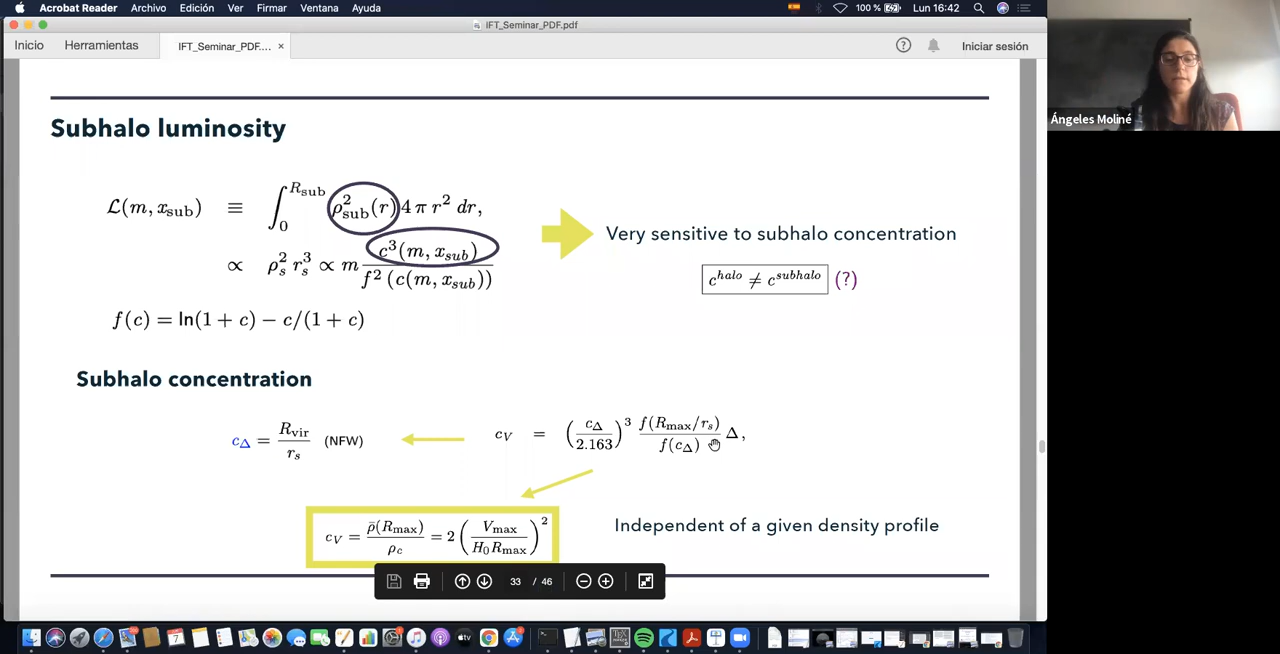 Acrobat Reader Archivo Edición Ver Firmar Ventana Ayuda 100 % Lun 16:42
IFT_Seminar_PDF.pdf
Inicio Herramientas IFT_Seminar_PDF.... × Iniciar sesión
Ángeles Moliné
Subhalo luminosity
ℒ(m, x_sub) ≡ ∫_0^{R_sub} ρ²_sub(r) 4 π r² dr,
Very sensitive to subhalo concentration
∝ ρ_s² r_s³ ∝ m c³(m, x_sub) / f²(c(m, x_sub))
c^halo ≠ c^subhalo (?)
f(c) = ln(1 + c) − c/(1 + c)
Subhalo concentration
c_Δ = R_vir / r_s (NFW)
c_V = (c_Δ / 2.163)³ f(R_max/r_s) / f(c_Δ) Δ,
c_V = ρ̄(R_max) / ρ_c = 2 (V_max / H_0 R_max)²
Independent of a given density profile
33 / 46